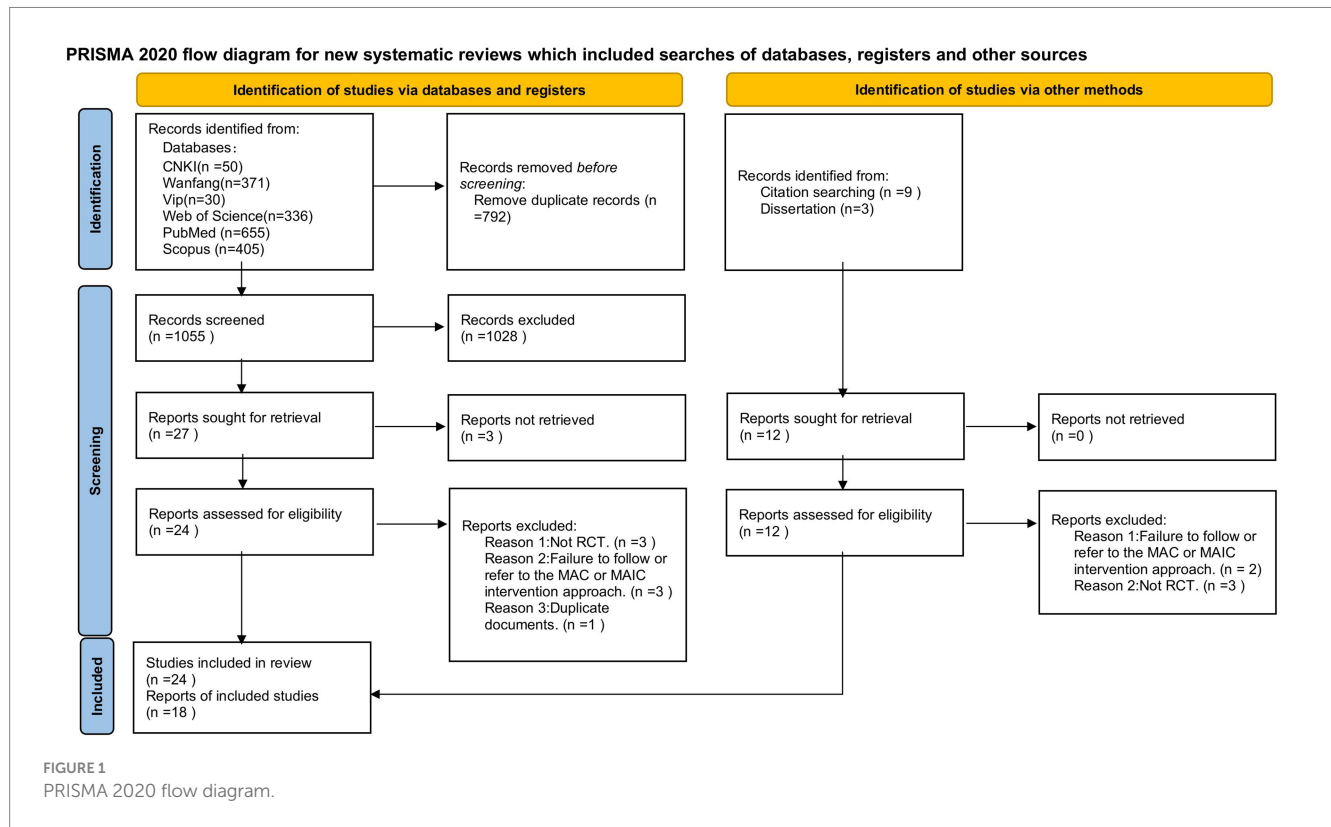 PRISMA 2020 flow diagram for new systematic reviews which included searches of databases, registers and other sources
Identification of studies via databases and registers
Identification of studies via other methods
Identification
Records identified from:
Databases：
CNKI(n =50)
Wanfang(n=371)
Vip(n=30)
Web of Science(n=336)
PubMed (n=655)
Scopus (n=405)
Records removed before
screening:
Remove duplicate records (n
=792)
Records identified from:
Citation searching (n =9 )
Dissertation (n=3)
Screening
Records screened
(n =1055 )
Records excluded
(n =1028 )
Reports sought for retrieval
(n =27 )
Reports not retrieved
(n =3 )
Reports sought for retrieval
(n =12 )
Reports not retrieved
(n =0 )
Reports assessed for eligibility
(n =24 )
Reports excluded:
Reason 1:Not RCT. (n =3 )
Reason 2:Failure to follow or
refer to the MAC or MAIC
intervention approach. (n =3 )
Reason 3:Duplicate
documents. (n =1 )
Reports assessed for eligibility
(n =12 )
Reports excluded:
Reason 1:Failure to follow or
refer to the MAC or MAIC
intervention approach. (n = 2)
Reason 2:Not RCT. (n =3 )
Included
Studies included in review
(n =24 )
Reports of included studies
(n =18 )
FIGURE 1
PRISMA 2020 flow diagram.